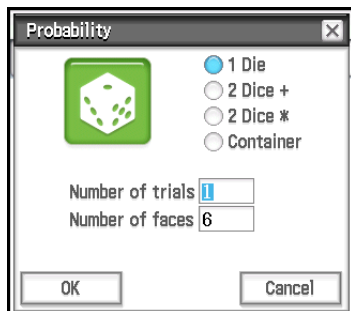 Probability
1 Die
2 Dice +
2 Dice *
Container
Number of trials 1
Number of faces 6
OK Cancel